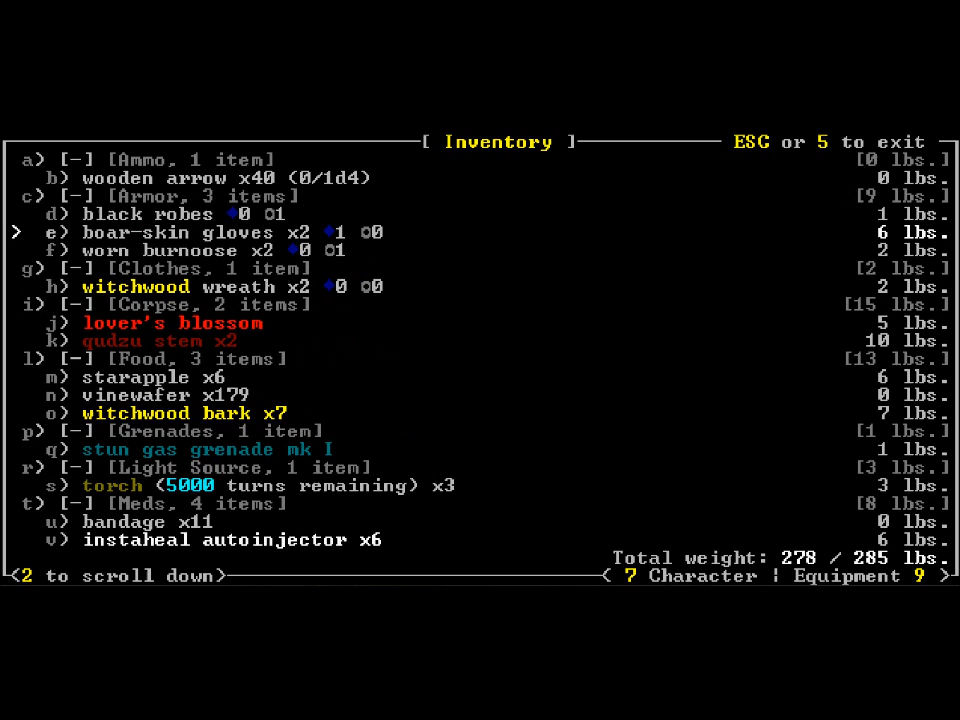 [ Inventory ] ESC or 5 to exit
a) [-] [Ammo, 1 item] [0 lbs.]
b) wooden arrow x40 (0/1d4) 0 lbs.
c) [-] [Armor, 3 items] [9 lbs.]
d) black robes ♦0 O1 1 lbs.
> e) boar-skin gloves x2 ♦1 O0 6 lbs.
f) worn burnoose x2 ♦0 O1 2 lbs.
g) [-] [Clothes, 1 item] [2 lbs.]
h) witchwood wreath x2 ♦0 O0 2 lbs.
i) [-] [Corpse, 2 items] [15 lbs.]
j) lover's blossom 5 lbs.
k) qudzu stem x2 10 lbs.
l) [-] [Food, 3 items] [13 lbs.]
m) starapple x6 6 lbs.
n) vinewafer x179 0 lbs.
o) witchwood bark x7 7 lbs.
p) [-] [Grenades, 1 item] [1 lbs.]
q) stun gas grenade mk I 1 lbs.
r) [-] [Light Source, 1 item] [3 lbs.]
s) torch (5000 turns remaining) x3 3 lbs.
t) [-] [Meds, 4 items] [8 lbs.]
u) bandage x11 0 lbs.
v) instaheal autoinjector x6 6 lbs.
Total weight: 278 / 285 lbs.
<2 to scroll down> < 7 Character | Equipment 9 >